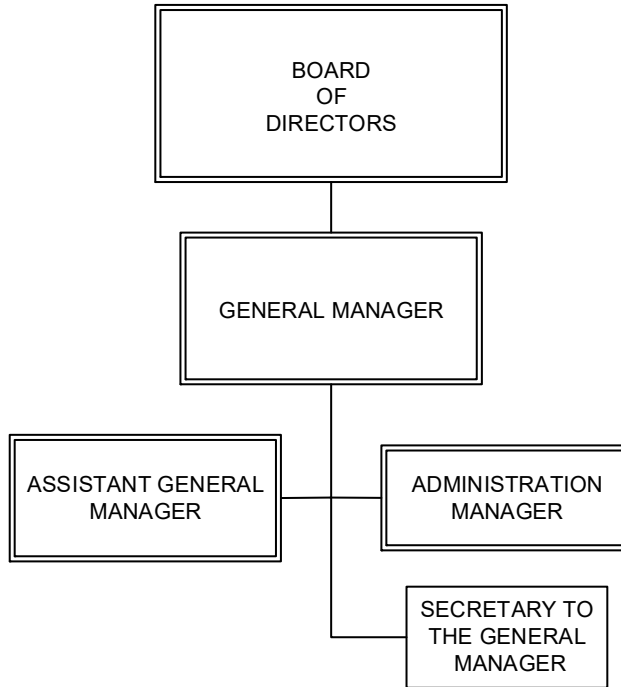 BOARD
OF
DIRECTORS
GENERAL MANAGER
ASSISTANT GENERAL
MANAGER
ADMINISTRATION
MANAGER
SECRETARY TO
THE GENERAL
MANAGER